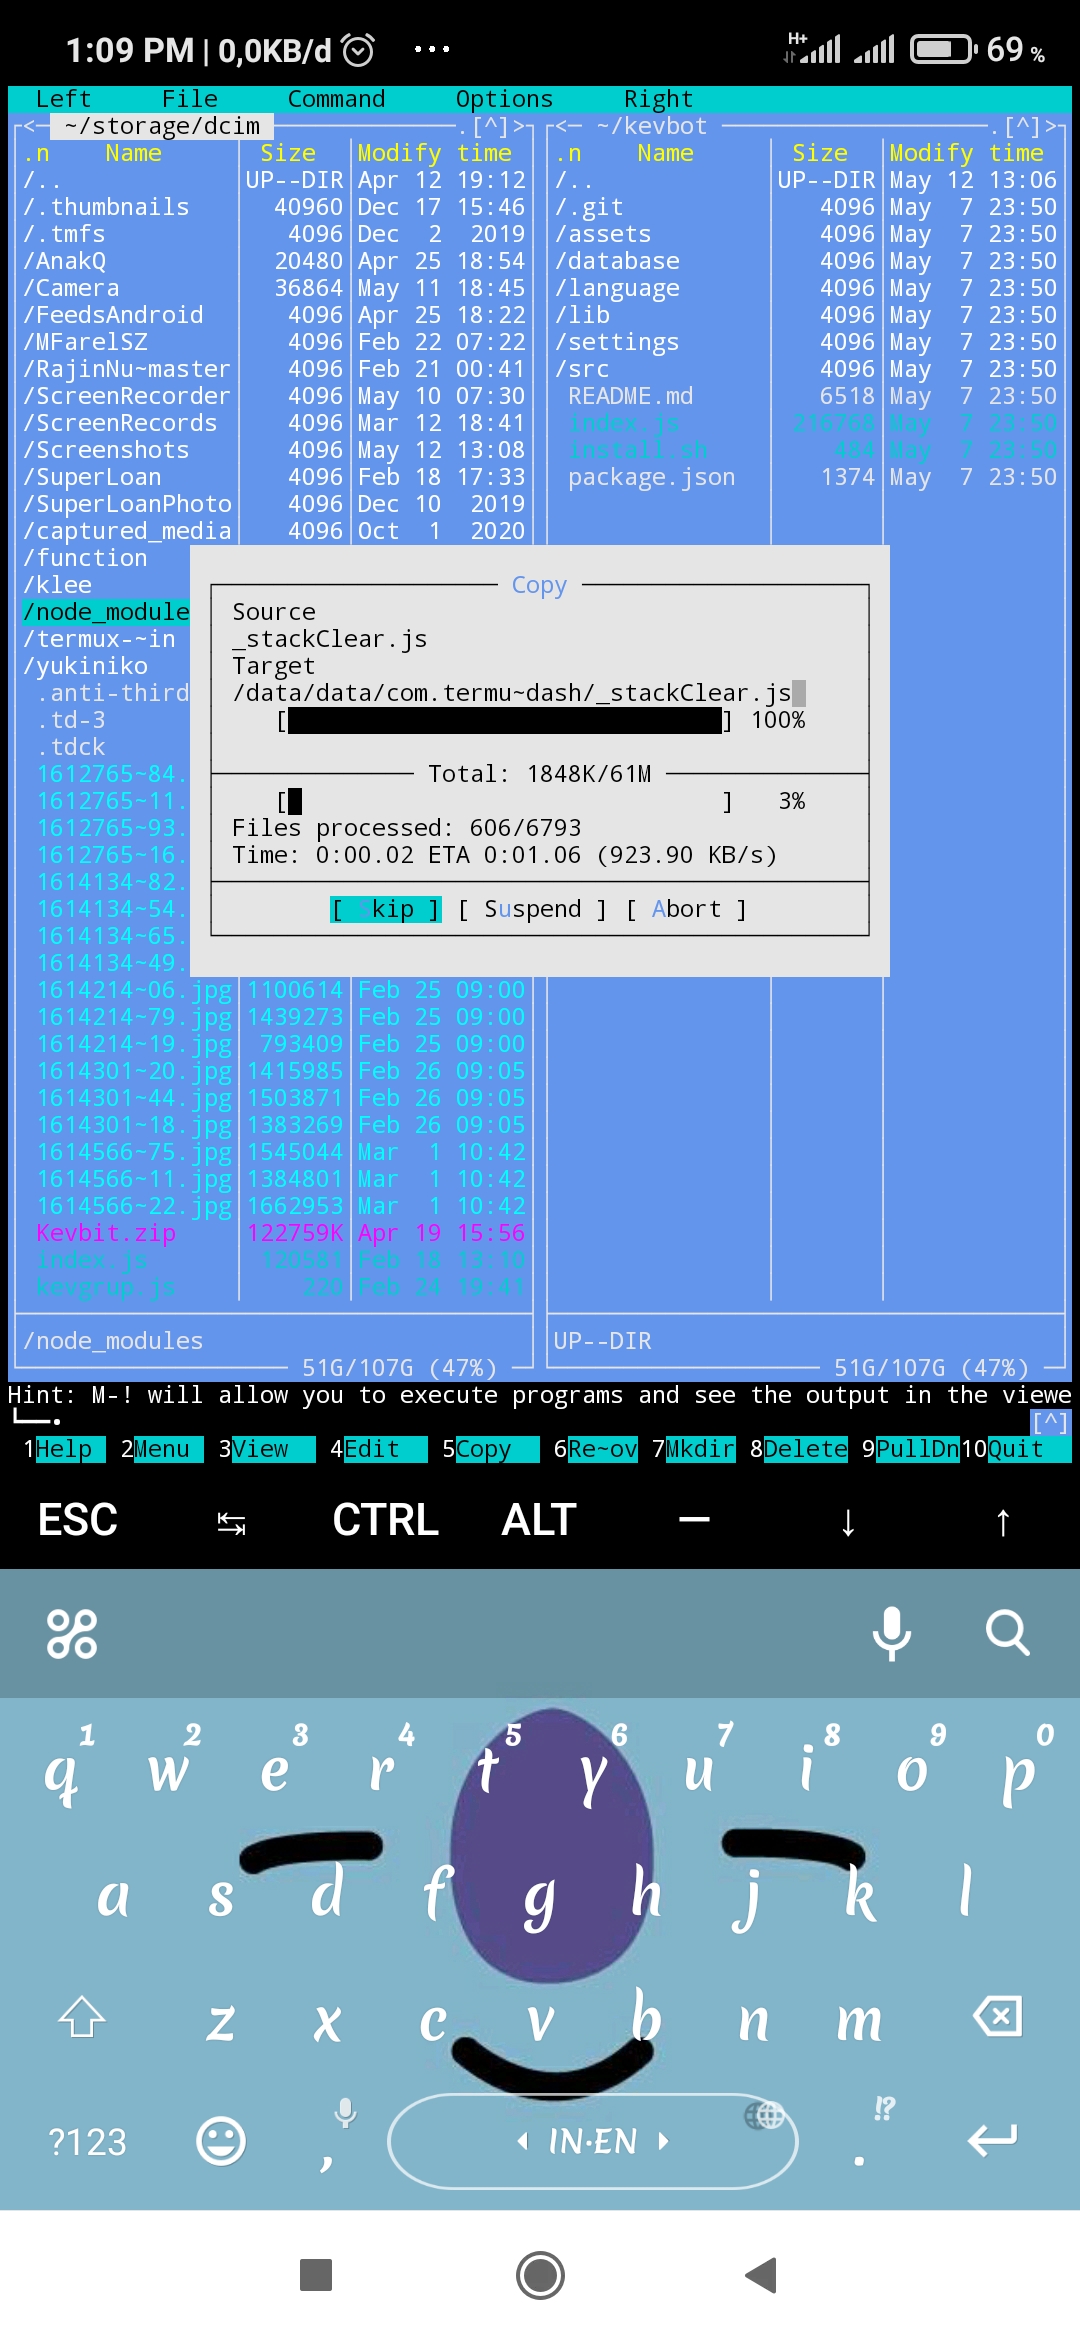 1:09 PM | 0,0KB/d ... H+ 69 %
Left File Command Options Right
<─ ~/storage/dcim .[^]> <─ ~/kevbot .[^]>
.n Name Size Modify time .n Name Size Modify time
/.. UP--DIR Apr 12 19:12 /.. UP--DIR May 12 13:06
/.thumbnails 40960 Dec 17 15:46 /.git 4096 May 7 23:50
/.tmfs 4096 Dec 2 2019 /assets 4096 May 7 23:50
/AnakQ 20480 Apr 25 18:54 /database 4096 May 7 23:50
/Camera 36864 May 11 18:45 /language 4096 May 7 23:50
/FeedsAndroid 4096 Apr 25 18:22 /lib 4096 May 7 23:50
/MFarelSZ 4096 Feb 22 07:22 /settings 4096 May 7 23:50
/RajinNu~master 4096 Feb 21 00:41 /src 4096 May 7 23:50
/ScreenRecorder 4096 May 10 07:30 README.md 6518 May 7 23:50
/ScreenRecords 4096 Mar 12 18:41 index.js 216768 May 7 23:50
/Screenshots 4096 May 12 13:08 install.sh 484 May 7 23:50
/SuperLoan 4096 Feb 18 17:33 package.json 1374 May 7 23:50
/SuperLoanPhoto 4096 Dec 10 2019
/captured_media 4096 Oct 1 2020
/function
/klee
/node_module
/termux-~in
/yukiniko
.anti-third
.td-3
.tdck
1612765~84.
1612765~11.
1612765~93.
1612765~16.
1614134~82.
1614134~54.
1614134~65.
1614134~49.
Copy
Source
_stackClear.js
Target
/data/data/com.termu~dash/_stackClear.js
[ ] 100%
Total: 1848K/61M
[ ] 3%
Files processed: 606/6793
Time: 0:00.02 ETA 0:01.06 (923.90 KB/s)
[ kip ] [ Suspend ] [ Abort ]
1614214~06.jpg 1100614 Feb 25 09:00
1614214~79.jpg 1439273 Feb 25 09:00
1614214~19.jpg 793409 Feb 25 09:00
1614301~20.jpg 1415985 Feb 26 09:05
1614301~44.jpg 1503871 Feb 26 09:05
1614301~18.jpg 1383269 Feb 26 09:05
1614566~75.jpg 1545044 Mar 1 10:42
1614566~11.jpg 1384801 Mar 1 10:42
1614566~22.jpg 1662953 Mar 1 10:42
Kevbit.zip 122759K Apr 19 15:56
index.js 120581 Feb 18 13:10
kevgrup.js 220 Feb 24 19:41
/node_modules UP--DIR
51G/107G (47%) 51G/107G (47%)
Hint: M-! will allow you to execute programs and see the output in the viewe
[^]
1Help 2Menu 3View 4Edit 5Copy 6Re~ov 7Mkdir 8Delete 9PullDn 10Quit
ESC ↹ CTRL ALT — ↓ ↑
1 2 3 4 5 6 7 8 9 0
q w e r t y u i o p
a s d f g h j k l
z x c v b n m
?123 , IN·EN . !?